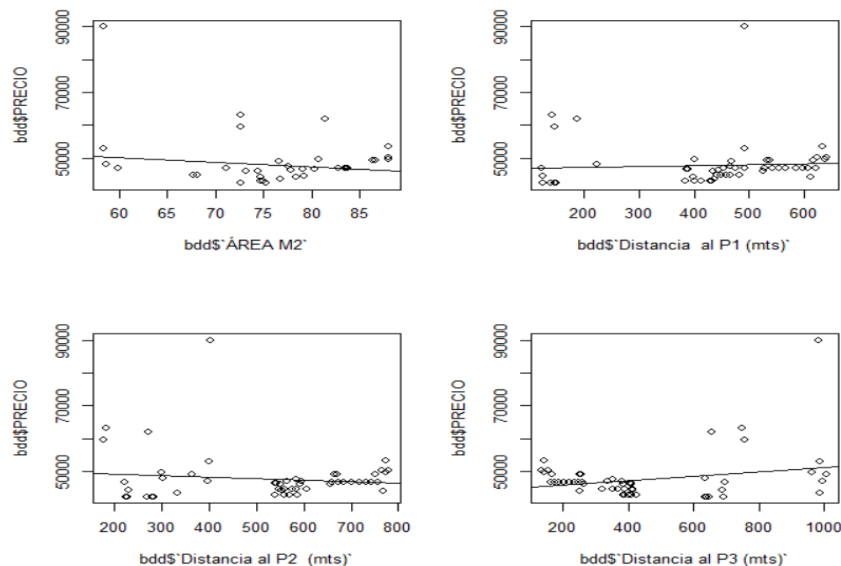 bdd$PRECIO
50000 70000 90000
60 65 70 75 80 85
bdd$`ÁREA M2`
bdd$PRECIO
50000 70000 90000
200 300 400 500 600
bdd$`Distancia  al P1 (mts)`
bdd$PRECIO
50000 70000 90000
200 300 400 500 600 700 800
bdd$`Distancia al P2  (mts)`
bdd$PRECIO
50000 70000 90000
200 400 600 800 1000
bdd$`Distancia al P3 (mts)`